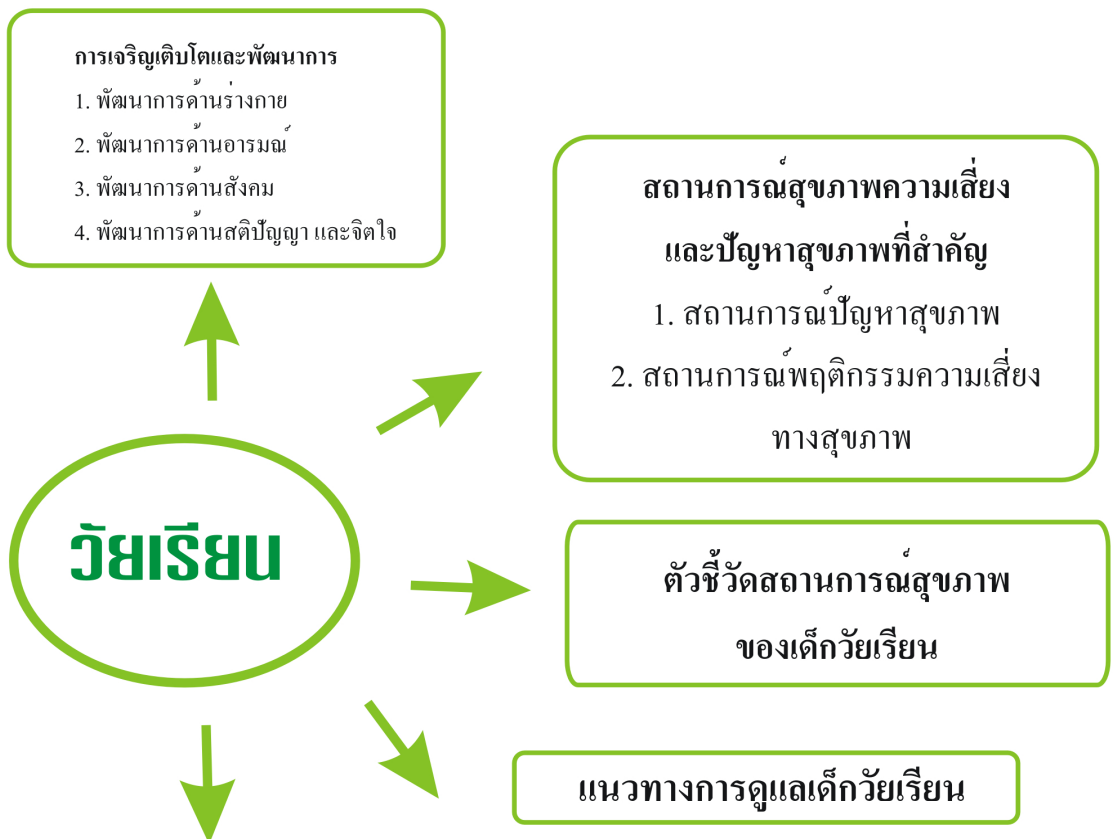 การเจริญเติบโตและพัฒนาการ
1. พัฒนาการด้านร่างกาย
2. พัฒนาการด้านอารมณ์
3. พัฒนาการด้านสังคม
4. พัฒนาการด้านสติปัญญา และจิตใจ
สถานการณ์สุขภาพความเสี่ยง
และปัญหาสุขภาพที่สำคัญ
1. สถานการณ์ปัญหาสุขภาพ
2. สถานการณ์พฤติกรรมความเสี่ยง
ทางสุขภาพ
วัยเรียน
ตัวชี้วัดสถานการณ์สุขภาพ
ของเด็กวัยเรียน
แนวทางการดูแลเด็กวัยเรียน